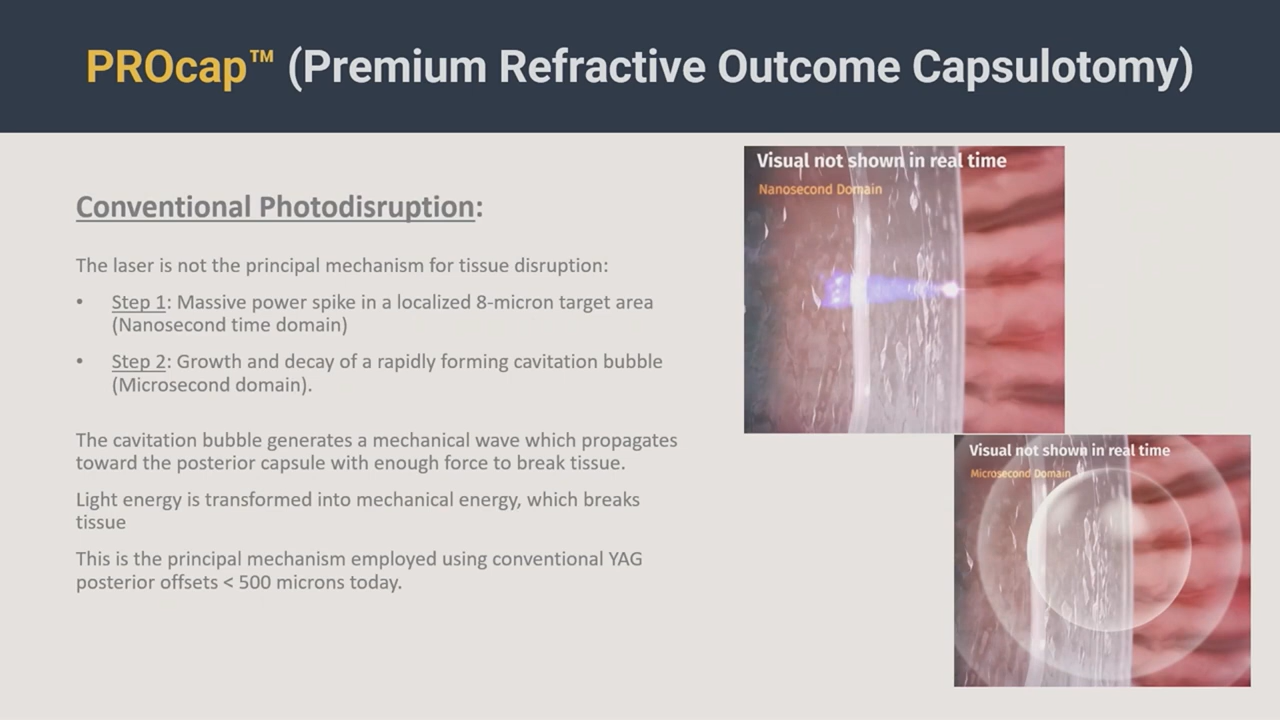 PROcap™ (Premium Refractive Outcome Capsulotomy)
Conventional Photodisruption:
The laser is not the principal mechanism for tissue disruption:
• Step 1: Massive power spike in a localized 8-micron target area
(Nanosecond time domain)
• Step 2: Growth and decay of a rapidly forming cavitation bubble
(Microsecond domain).
The cavitation bubble generates a mechanical wave which propagates
toward the posterior capsule with enough force to break tissue.
Light energy is transformed into mechanical energy, which breaks
tissue
This is the principal mechanism employed using conventional YAG
posterior offsets < 500 microns today.
Visual not shown in real time
Nanosecond Domain
Visual not shown in real time
Microsecond Domain